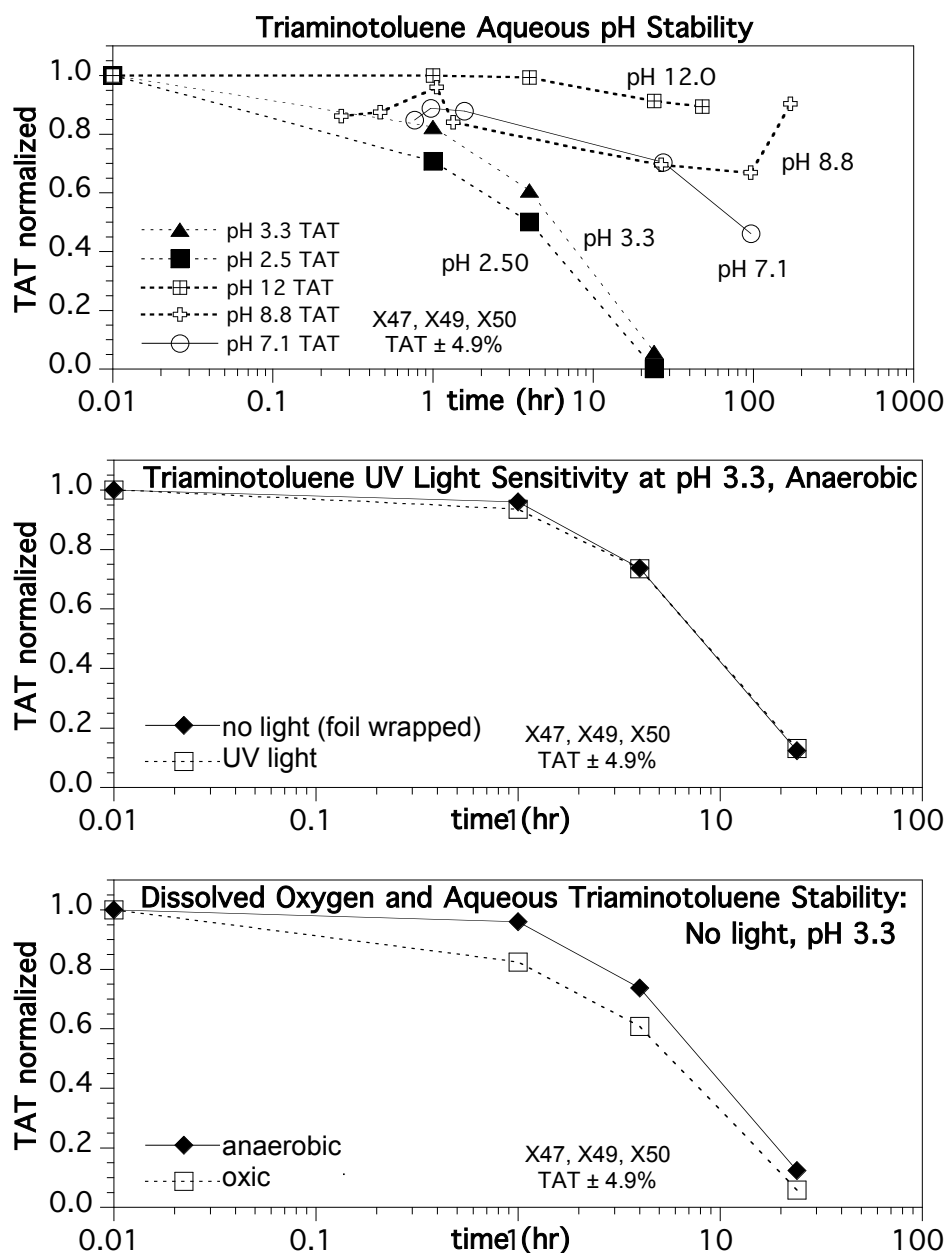 Triaminotoluene Aqueous pH Stability
1.0
0.8
0.6
0.4
0.2
0.0
TAT normalized
pH 12.0
pH 8.8
pH 3.3
pH 2.50
pH 7.1
pH 3.3 TAT
pH 2.5 TAT
pH 12 TAT
pH 8.8 TAT
pH 7.1 TAT
X47, X49, X50
TAT ± 4.9%
0.01 0.1 1 10 100 1000
time (hr)
Triaminotoluene UV Light Sensitivity at pH 3.3, Anaerobic
1.0
0.8
0.6
0.4
0.2
0.0
TAT normalized
no light (foil wrapped)
UV light
X47, X49, X50
TAT ± 4.9%
0.01 0.1 1 10 100
time (hr)
Dissolved Oxygen and Aqueous Triaminotoluene Stability:
No light, pH 3.3
1.0
0.8
0.6
0.4
0.2
0.0
TAT normalized
anaerobic
oxic
X47, X49, X50
TAT ± 4.9%
0.01 0.1 1 10 100
time (hr)